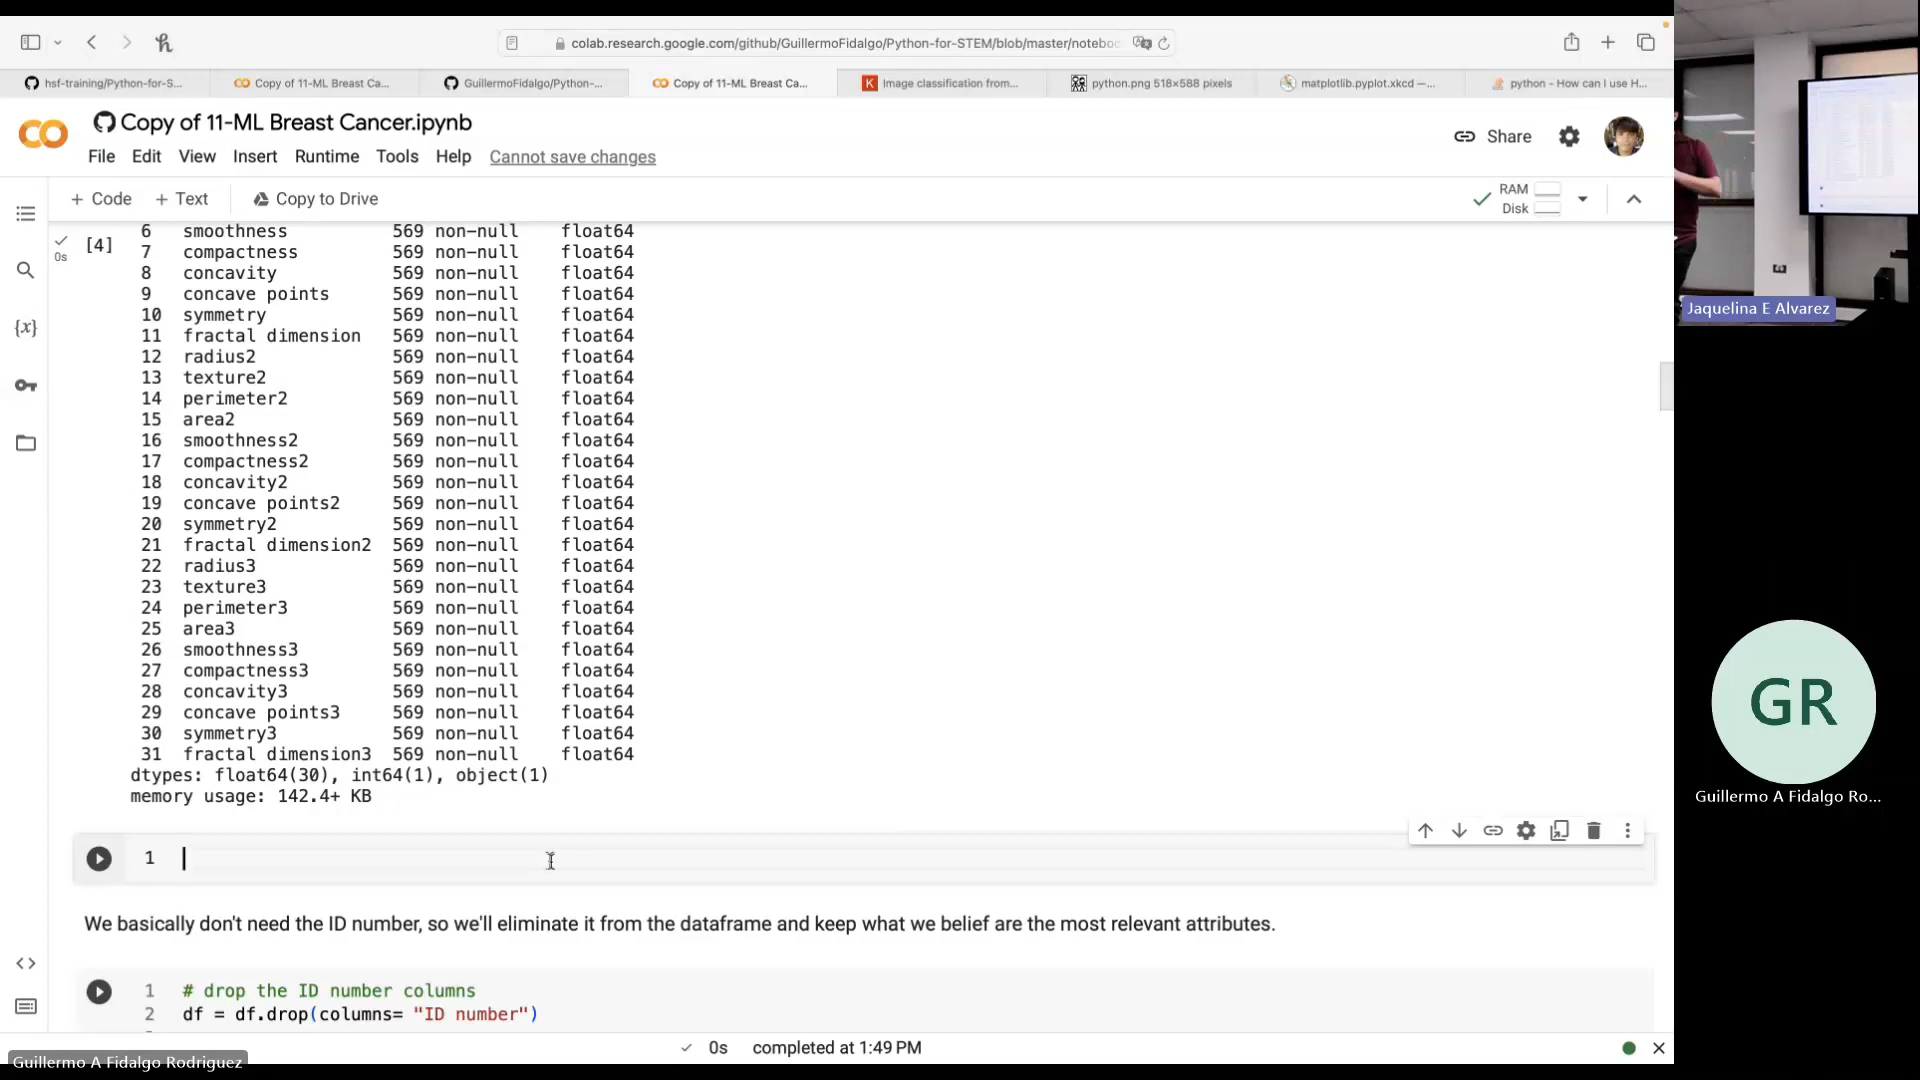 colab.research.google.com/github/GuillermoFidalgo/Python-for-STEM/blob/master/noteboo
hsf-training/Python-for-S...
Copy of 11-ML Breast Ca...
GuillermoFidalgo/Python-...
Copy of 11-ML Breast Ca...
Image classification from...
python.png 518×588 pixels
matplotlib.pyplot.xkcd —...
python - How can I use H...
Copy of 11-ML Breast Cancer.ipynb
File Edit View Insert Runtime Tools Help Cannot save changes
Share
+ Code + Text Copy to Drive
RAM
Disk
[4]
0s
6 smoothness 569 non-null float64
7 compactness 569 non-null float64
8 concavity 569 non-null float64
9 concave points 569 non-null float64
10 symmetry 569 non-null float64
11 fractal dimension 569 non-null float64
12 radius2 569 non-null float64
13 texture2 569 non-null float64
14 perimeter2 569 non-null float64
15 area2 569 non-null float64
16 smoothness2 569 non-null float64
17 compactness2 569 non-null float64
18 concavity2 569 non-null float64
19 concave points2 569 non-null float64
20 symmetry2 569 non-null float64
21 fractal dimension2 569 non-null float64
22 radius3 569 non-null float64
23 texture3 569 non-null float64
24 perimeter3 569 non-null float64
25 area3 569 non-null float64
26 smoothness3 569 non-null float64
27 compactness3 569 non-null float64
28 concavity3 569 non-null float64
29 concave points3 569 non-null float64
30 symmetry3 569 non-null float64
31 fractal dimension3 569 non-null float64
dtypes: float64(30), int64(1), object(1)
memory usage: 142.4+ KB
1
We basically don't need the ID number, so we'll eliminate it from the dataframe and keep what we belief are the most relevant attributes.
1 # drop the ID number columns
2 df = df.drop(columns= "ID number")
0s completed at 1:49 PM
Guillermo A Fidalgo Rodriguez
Jaquelina E Alvarez
GR
Guillermo A Fidalgo Ro...